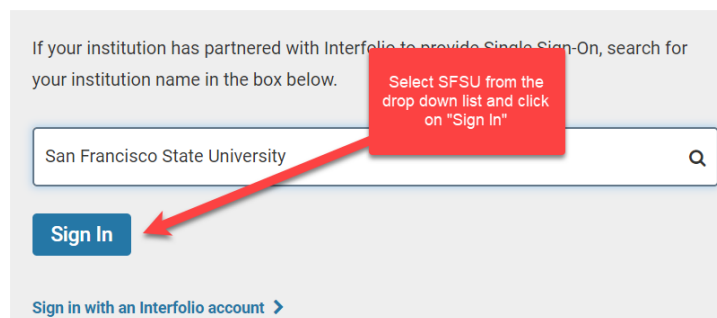 If your institution has partnered with Interfolio to provide Single Sign-On, search for
your institution name in the box below.
Select SFSU from the
drop down list and click
on "Sign In"
San Francisco State University
Sign In
Sign in with an Interfolio account